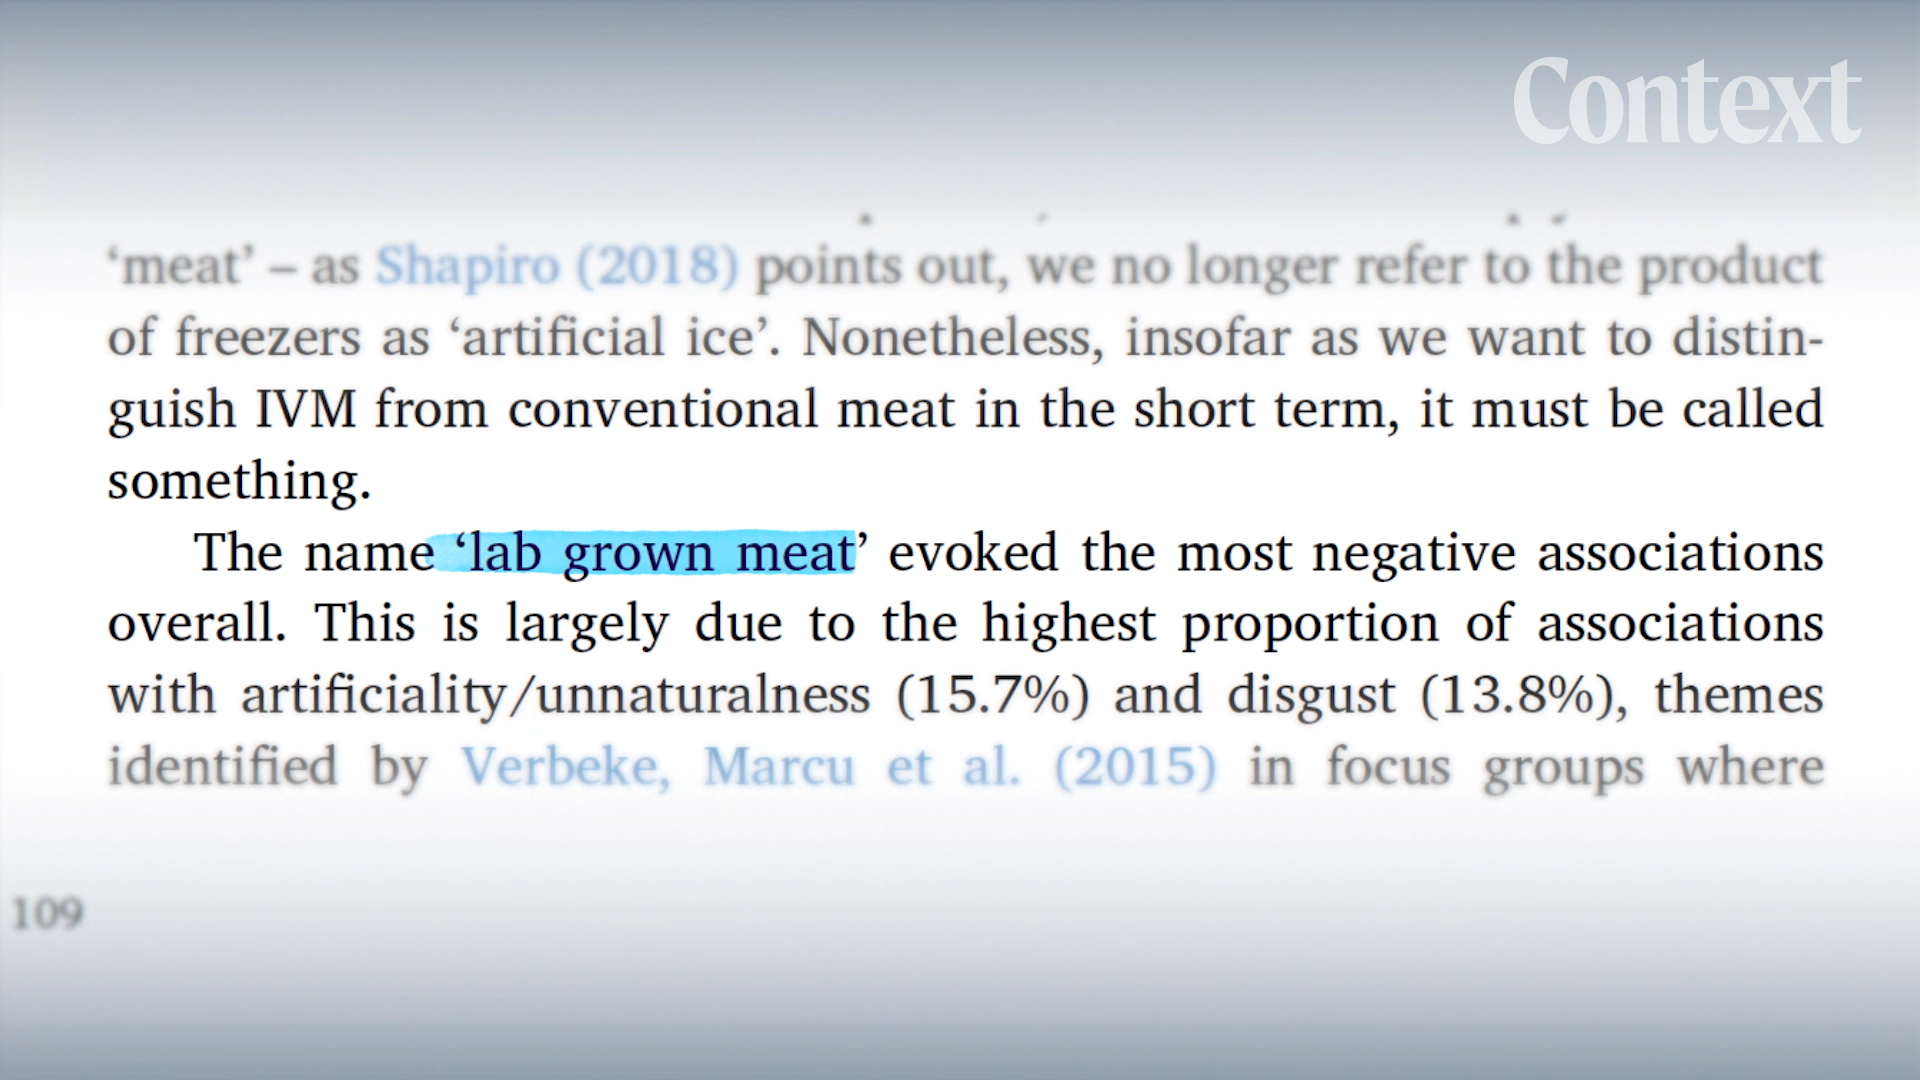 Context
‘meat’ – as Shapiro (2018) points out, we no longer refer to the product
of freezers as ‘artificial ice’. Nonetheless, insofar as we want to distin-
guish IVM from conventional meat in the short term, it must be called
something.
The name ‘lab grown meat’ evoked the most negative associations
overall. This is largely due to the highest proportion of associations
with artificiality/unnaturalness (15.7%) and disgust (13.8%), themes
identified by Verbeke, Marcu et al. (2015) in focus groups where
109